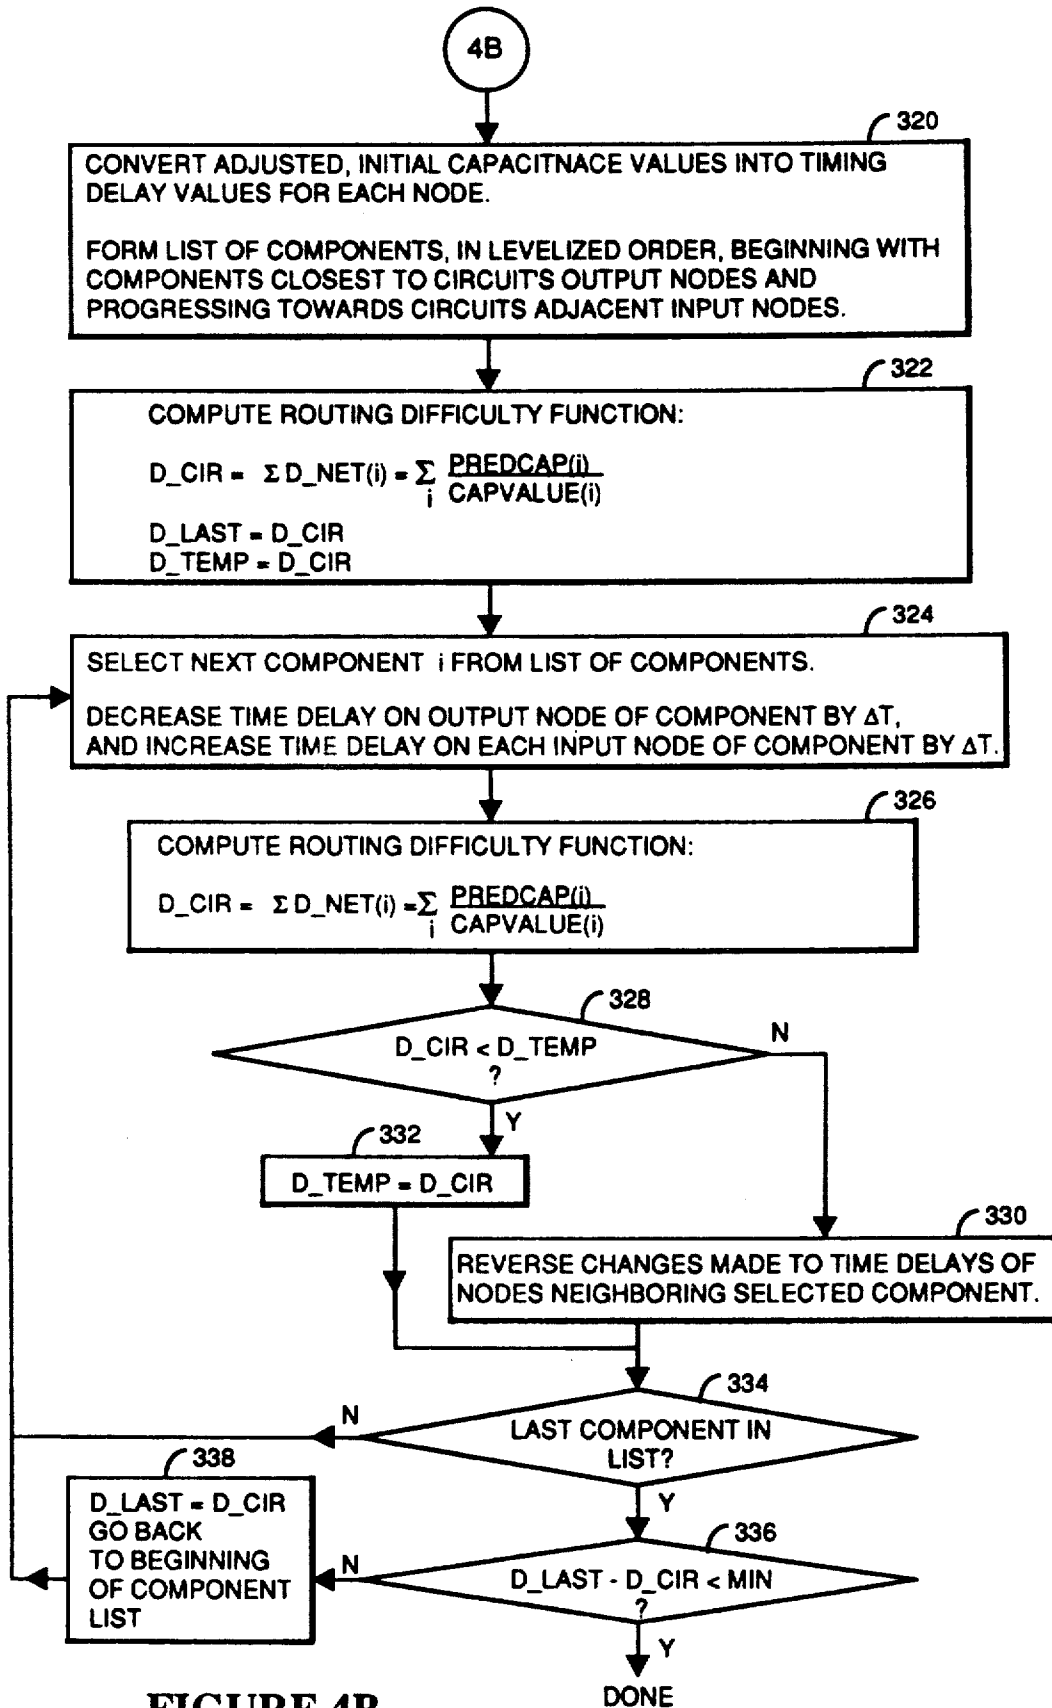 4B
320
CONVERT ADJUSTED, INITIAL CAPACITNACE VALUES INTO TIMING
DELAY VALUES FOR EACH NODE.
FORM LIST OF COMPONENTS, IN LEVELIZED ORDER, BEGINNING WITH
COMPONENTS CLOSEST TO CIRCUIT'S OUTPUT NODES AND
PROGRESSING TOWARDS CIRCUITS ADJACENT INPUT NODES.
322
COMPUTE ROUTING DIFFICULTY FUNCTION:
D_CIR = Σ D_NET(i) = Σ i PREDCAP(i) / CAPVALUE(i)
D_LAST = D_CIR
D_TEMP = D_CIR
324
SELECT NEXT COMPONENT i FROM LIST OF COMPONENTS.
DECREASE TIME DELAY ON OUTPUT NODE OF COMPONENT BY ΔT,
AND INCREASE TIME DELAY ON EACH INPUT NODE OF COMPONENT BY ΔT.
326
COMPUTE ROUTING DIFFICULTY FUNCTION:
D_CIR = Σ D_NET(i) = Σ i PREDCAP(i) / CAPVALUE(i)
328
D_CIR < D_TEMP
?
N
Y
332
D_TEMP = D_CIR
330
REVERSE CHANGES MADE TO TIME DELAYS OF
NODES NEIGHBORING SELECTED COMPONENT.
334
LAST COMPONENT IN
LIST?
N
Y
338
D_LAST = D_CIR
GO BACK
TO BEGINNING
OF COMPONENT
LIST
336
D_LAST - D_CIR < MIN
?
N
Y
DONE
FIGURE 4B